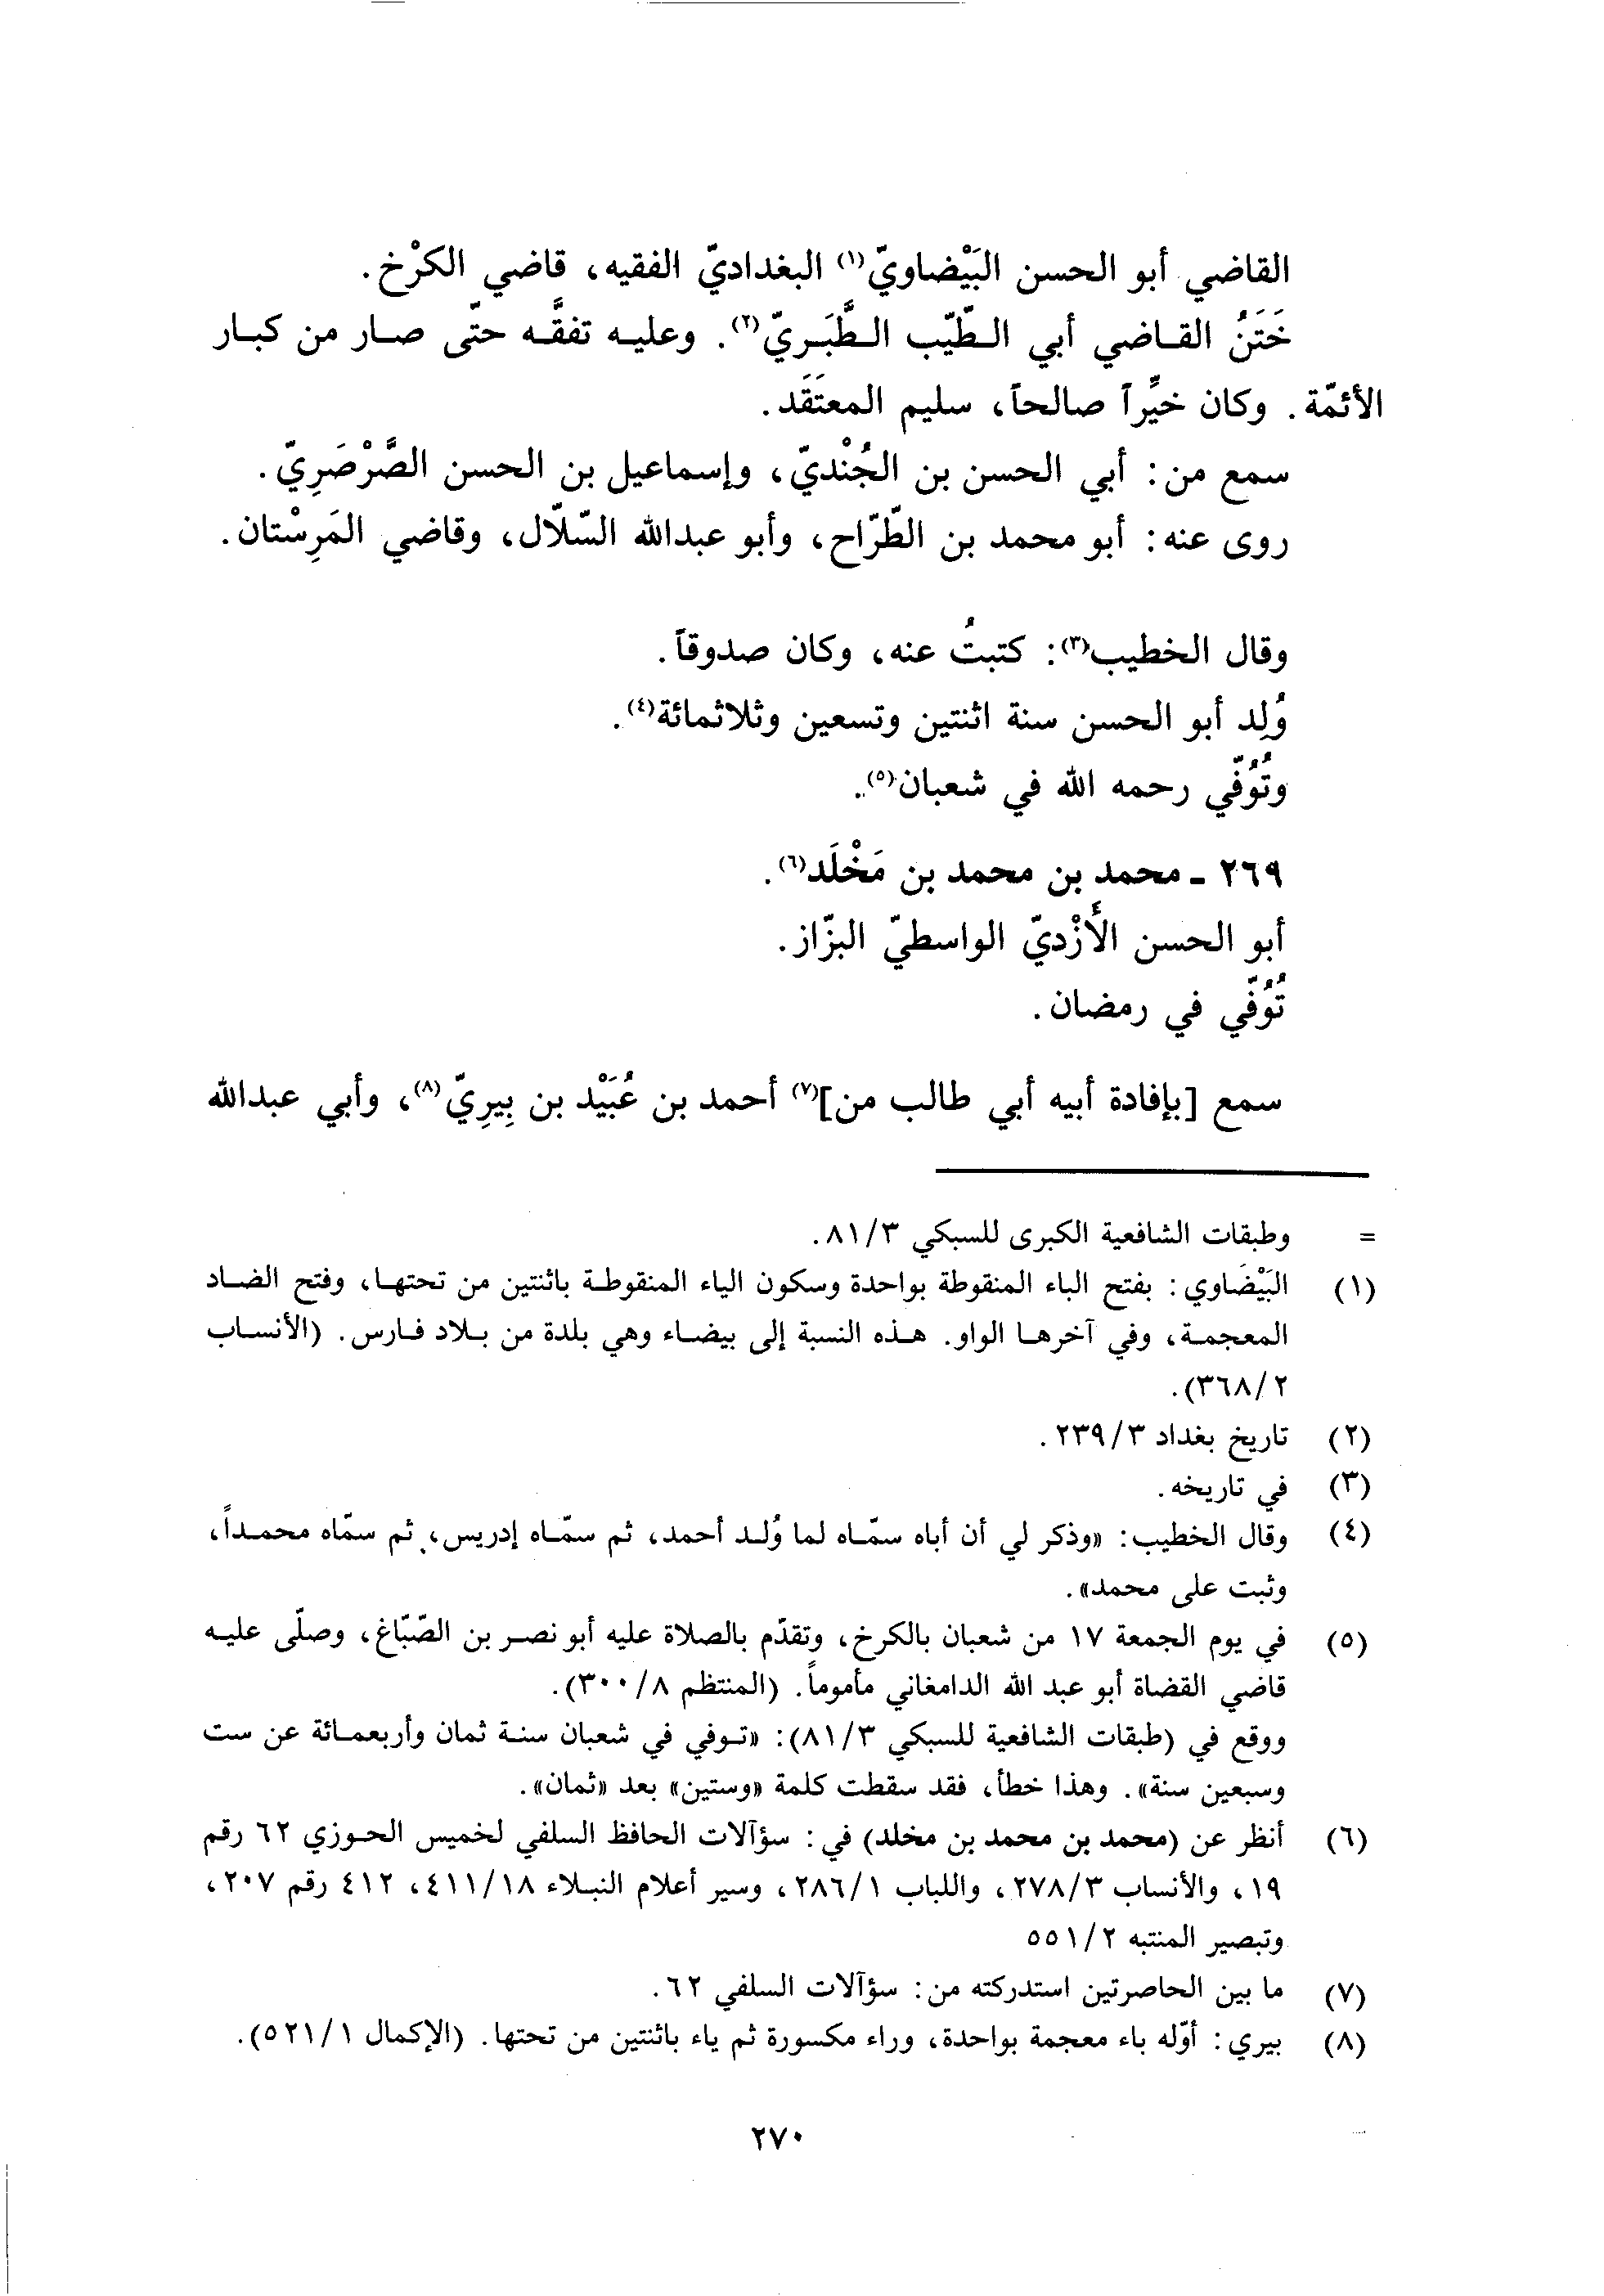 القاضي أبو الحسن البَيْضاويّ(١) البغداديّ الفقيه، قاضي الكرْخ.
خَتَنُ القاضي أبي الطّيّب الطَّبَريّ(٢). وعليه تفقَّه حتّى صار من كبار
الأئمّة. وكان خيِّراً صالحاً، سليم المعتَقَد.
سمع من: أبي الحسن بن الجُنْديّ، وإسماعيل بن الحسن الصَّرْصَرِيّ.
روى عنه: أبو محمد بن الطّرّاح، وأبو عبدالله السّلّال، وقاضي المَرِسْتان.
وقال الخطيب(٣): كتبتُ عنه، وكان صدوقاً.
وُلِد أبو الحسن سنة اثنتين وتسعين وثلاثمائة(٤).
وتُوُفّي رحمه الله في شعبان(٥).
٢٦٩ ـ محمد بن محمد بن مَخْلَد(٦).
أبو الحسن الأَزْديّ الواسطيّ البزّاز.
تُوُفّي في رمضان.
سمع [بإفادة أبيه أبي طالب من](٧) أحمد بن عُبَيْد بن بِيرِيّ(٨)، وأبي عبدالله
= وطبقات الشافعية الكبرى للسبكي ٨١/٣.
(١) البَيْضَاوي: بفتح الباء المنقوطة بواحدة وسكون الياء المنقوطة باثنتين من تحتها، وفتح الضاد
المعجمة، وفي آخرها الواو. هذه النسبة إلى بيضاء وهي بلدة من بلاد فارس. (الأنساب
٣٦٨/٢).
(٢) تاريخ بغداد ٢٣٩/٣.
(٣) في تاريخه.
(٤) وقال الخطيب: «وذكر لي أن أباه سمّاه لما وُلد أحمد، ثم سمّاه إدريس، ثم سمّاه محمداً،
وثبت على محمد».
(٥) في يوم الجمعة ١٧ من شعبان بالكرخ، وتقدّم بالصلاة عليه أبو نصر بن الصّبّاغ، وصلّى عليه
قاضي القضاة أبو عبد الله الدامغاني مأموماً. (المنتظم ٣٠٠/٨).
ووقع في (طبقات الشافعية للسبكي ٨١/٣): «توفي في شعبان سنة ثمان وأربعمائة عن ست
وسبعين سنة». وهذا خطأ، فقد سقطت كلمة «وستين» بعد «ثمان».
(٦) أنظر عن (محمد بن محمد بن مخلد) في: سؤآلات الحافظ السلفي لخميس الحوزي ٦٢ رقم
١٩، والأنساب ٢٧٨/٣، واللباب ٢٨٦/١، وسير أعلام النبلاء ٤١١/١٨، ٤١٢ رقم ٢٠٧،
وتبصير المنتبه ٥٥١/٢
(٧) ما بين الحاصرتين استدركته من: سؤآلات السلفي ٦٢.
(٨) بيري: أوّله باء معجمة بواحدة، وراء مكسورة ثم ياء باثنتين من تحتها. (الإكمال ٥٢١/١).
٢٧٠